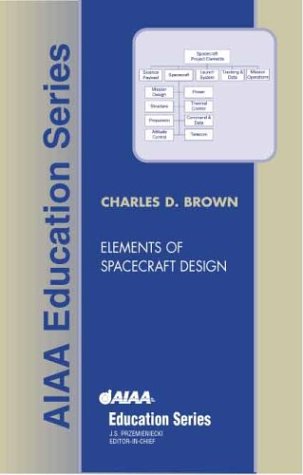 AIAA Education Series
Spacecraft
Project Elements
Science
Payload
Spacecraft
Launch
System
Tracking &
Data
Mission
Operations
Mission
Design
Power
Structure
Thermal
Control
Propulsion
Command &
Data
Attitude
Control
Telecom
CHARLES D. BROWN
ELEMENTS OF
SPACECRAFT DESIGN
AIAA
Education Series
J.S. PRZEMIENIECKI
EDITOR-IN-CHIEF